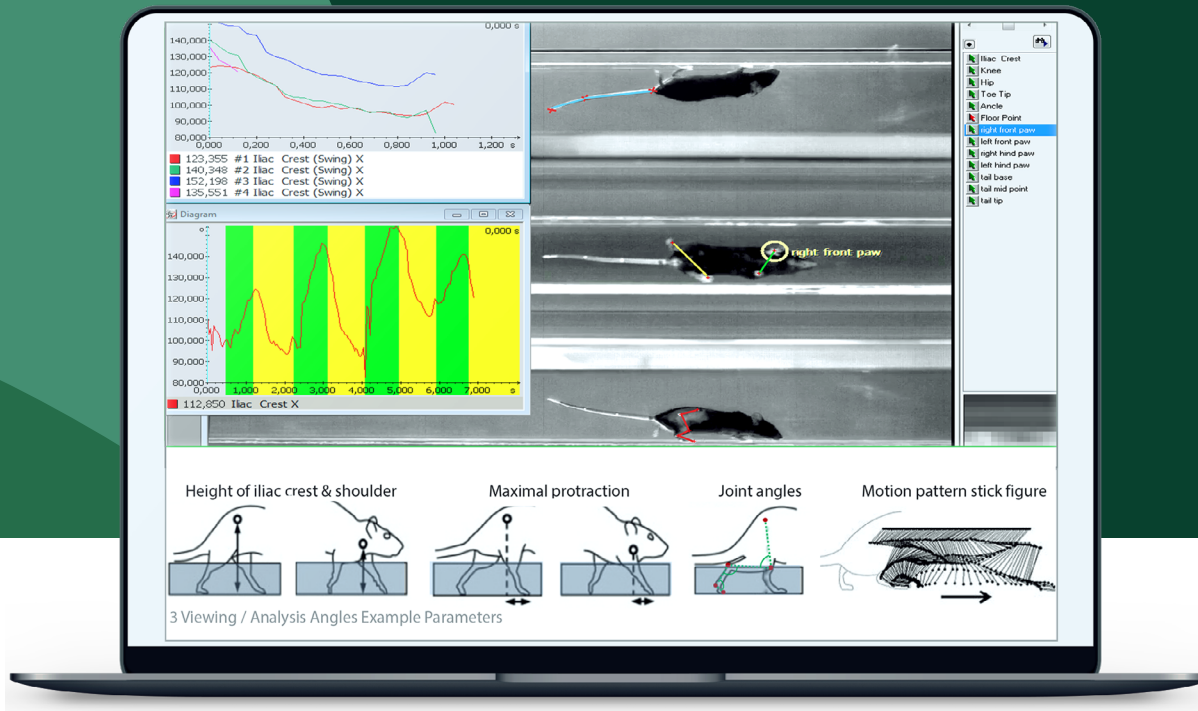 0,000 s
140,000
130,000
120,000
110,000
100,000
90,000
80,000
0,000 0,200 0,400 0,600 0,800 1,000 1,200 s
123,355 #1 Iliac Crest (Swing) X
140,348 #2 Iliac Crest (Swing) X
152,198 #3 Iliac Crest (Swing) X
135,551 #4 Iliac Crest (Swing) X
Diagram
° 0,000 s
140,000
130,000
120,000
110,000
100,000
90,000
80,000
0,000 1,000 2,000 3,000 4,000 5,000 6,000 7,000 s
112,850 Iliac Crest X
right front paw
Iliac Crest
Knee
Hip
Toe Tip
Ancle
Floor Point
right front paw
left front paw
right hind paw
left hind paw
tail base
tail mid point
tail tip
Height of iliac crest & shoulder
Maximal protraction
Joint angles
Motion pattern stick figure
3 Viewing / Analysis Angles Example Parameters